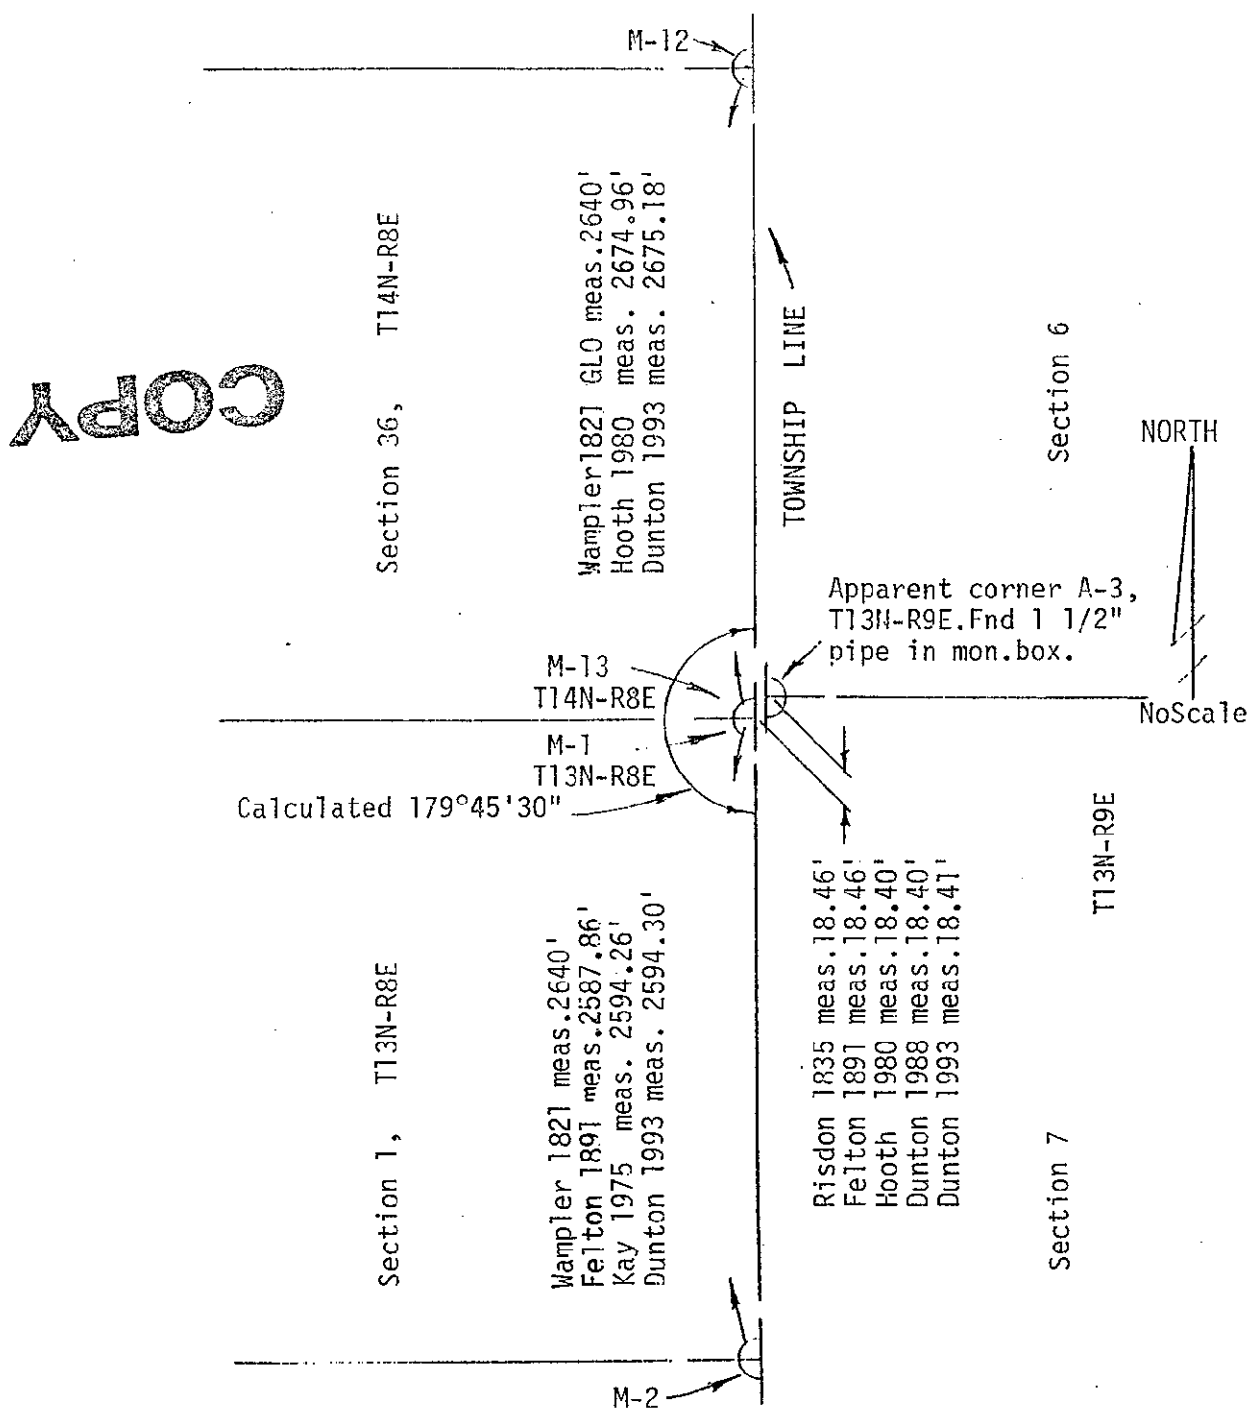 M-12
COPY
Section 36, T14N-R8E
Wampler1821 GLO meas.2640'
Hooth 1980 meas. 2674.96'
Dunton 1993 meas. 2675.18'
TOWNSHIP LINE
Section 6
NORTH
NoScale
Apparent corner A-3,
T13N-R9E.Fnd 1 1/2"
pipe in mon.box.
M-13
T14N-R8E
M-1
T13N-R8E
Calculated 179°45'30"
Section 1, T13N-R8E
Wampler 1821 meas.2640'
Felton 1891 meas.2587.86'
Kay 1975 meas. 2594.26'
Dunton 1993 meas. 2594.30'
Risdon 1835 meas.18.46'
Felton 1891 meas.18.46'
Hooth 1980 meas.18.40'
Dunton 1988 meas.18.40'
Dunton 1993 meas.18.41'
Section 7
T13N-R9E
M-2